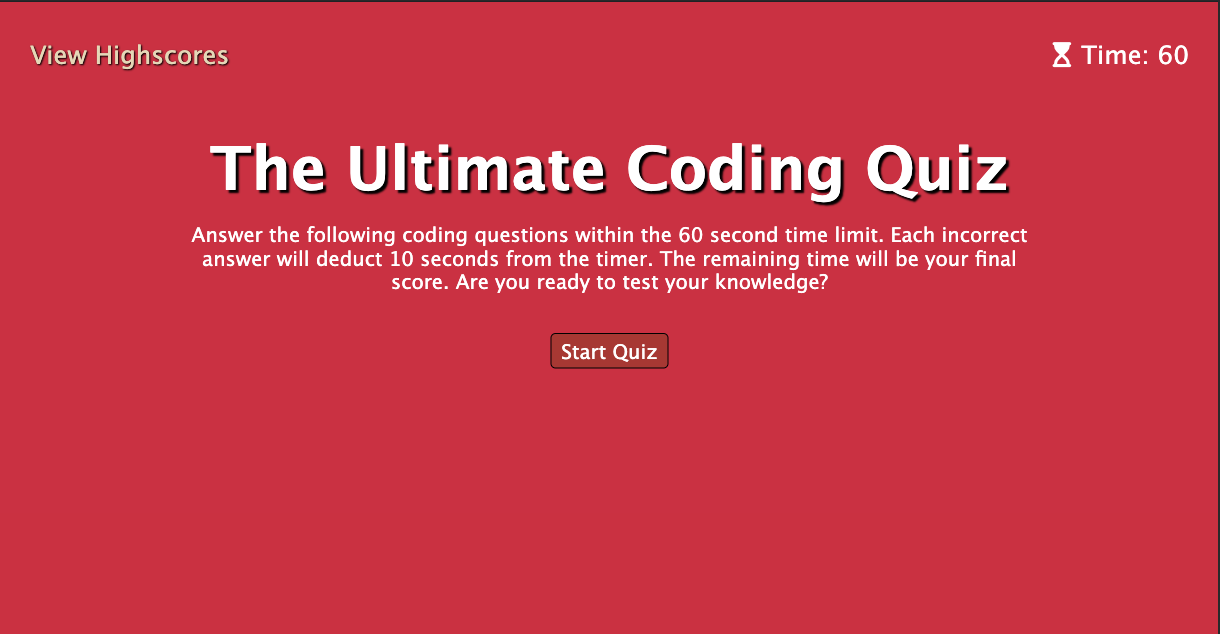 View Highscores
Time: 60
The Ultimate Coding Quiz
Answer the following coding questions within the 60 second time limit. Each incorrect
answer will deduct 10 seconds from the timer. The remaining time will be your final
score. Are you ready to test your knowledge?
Start Quiz